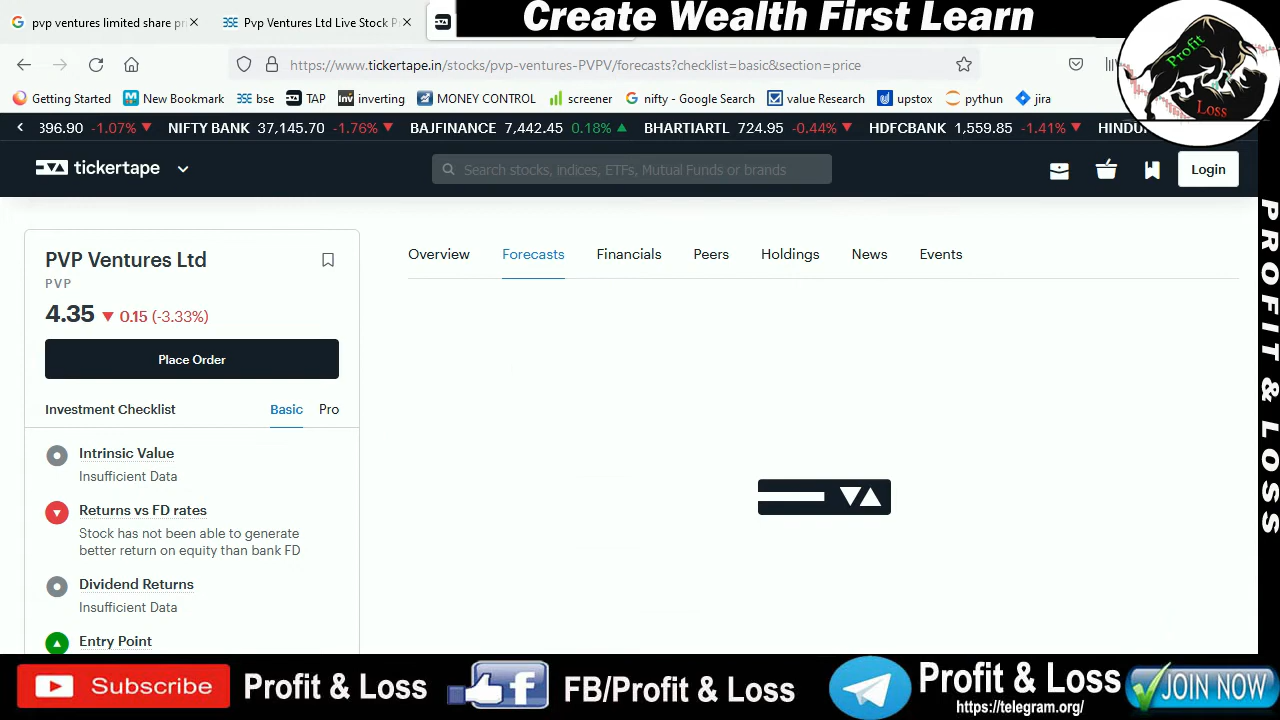 Create Wealth First Learn
pvp ventures limited share pr
Pvp Ventures Ltd Live Stock P
https://www.tickertape.in/stocks/pvp-ventures-PVPV/forecasts?checklist=basic&section=price
Getting Started
New Bookmark
bse
TAP
inverting
MONEY CONTROL
screener
nifty - Google Search
value Research
upstox
pythun
jira
396.90 -1.07% NIFTY BANK 37,145.70 -1.76% BAJFINANCE 7,442.45 0.18% BHARTIARTL 724.95 -0.44% HDFCBANK 1,559.85 -1.41% HINDU
Profit
Loss
tickertape
Search stocks, indices, ETFs, Mutual Funds or brands
Login
PVP Ventures Ltd
PVP
4.35 0.15 (-3.33%)
Place Order
Investment Checklist Basic Pro
Intrinsic Value
Insufficient Data
Returns vs FD rates
Stock has not been able to generate
better return on equity than bank FD
Dividend Returns
Insufficient Data
Entry Point
Overview Forecasts Financials Peers Holdings News Events
PROFIT & LOSS
Subscribe
Profit & Loss
f
FB/Profit & Loss
Profit & Loss
https://telegram.org/
JOIN NOW